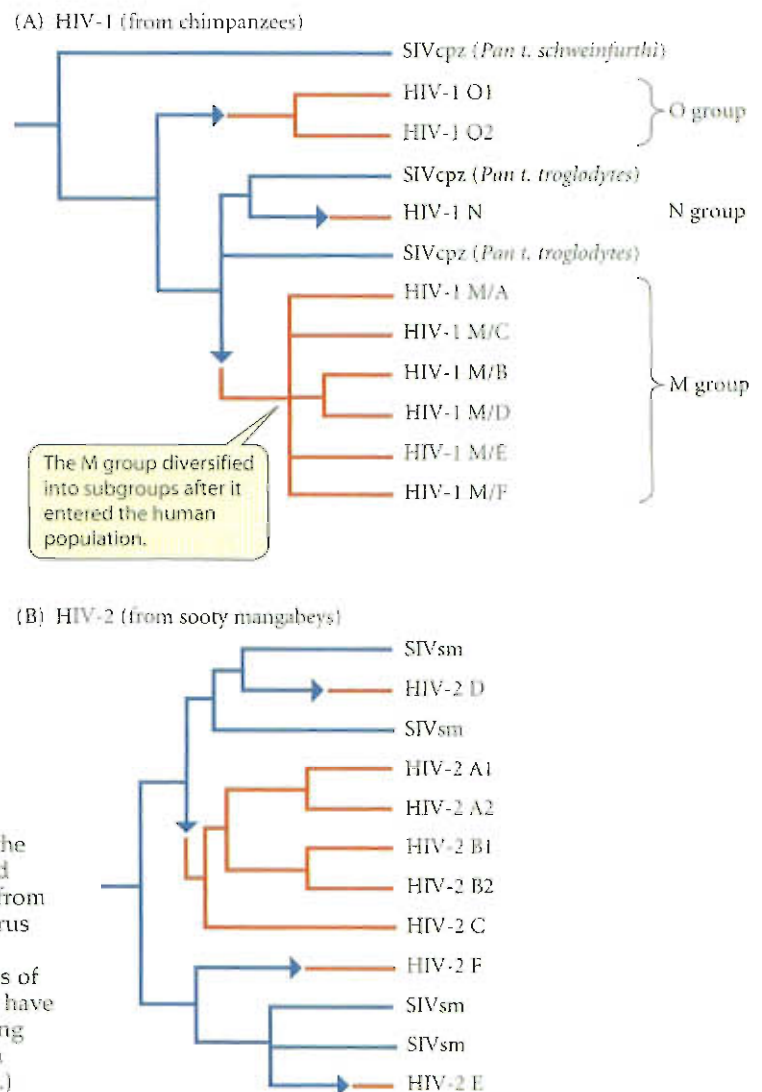 (A) HIV-1 (from chimpanzees)
SIVcpz (Pan t. schweinfurthi)
HIV-1 O1
HIV-1 O2
O group
SIVcpz (Pan t. troglodytes)
HIV-1 N
N group
SIVcpz (Pan t. troglodytes)
HIV-1 M/A
HIV-1 M/C
HIV-1 M/B
HIV-1 M/D
HIV-1 M/E
HIV-1 M/F
M group
The M group diversified
into subgroups after it
entered the human
population.
(B) HIV-2 (from sooty mangabeys)
SIVsm
HIV-2 D
SIVsm
HIV-2 A1
HIV-2 A2
HIV-2 B1
HIV-2 B2
HIV-2 C
HIV-2 F
SIVsm
SIVsm
HIV-2 E
from
s of
have